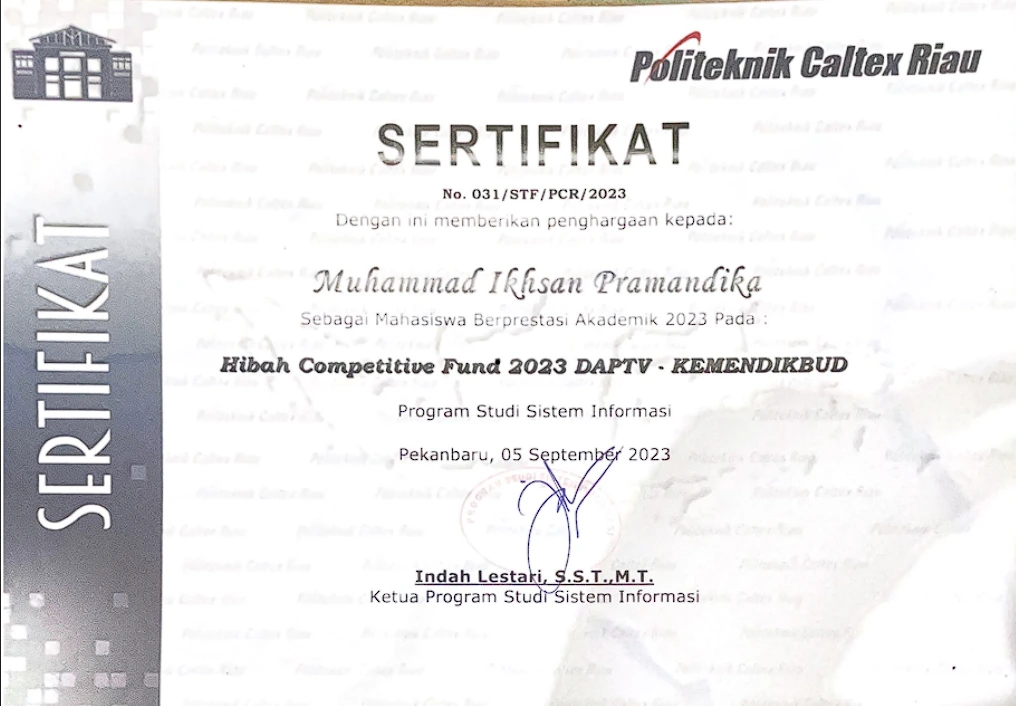 Politeknik Caltex Riau
SERTIFIKAT
SERTIFIKAT
No. 031/STF/PCR/2023
Dengan ini memberikan penghargaan kepada:
Muhammad Ikhsan Pramandika
Sebagai Mahasiswa Berprestasi Akademik 2023 Pada :
Hibah Competitive Fund 2023 DAPTV - KEMENDIKBUD
Program Studi Sistem Informasi
Pekanbaru, 05 September 2023
PROGRAM STUDI
Indah Lestari, S.S.T.,M.T.
Ketua Program Studi Sistem Informasi